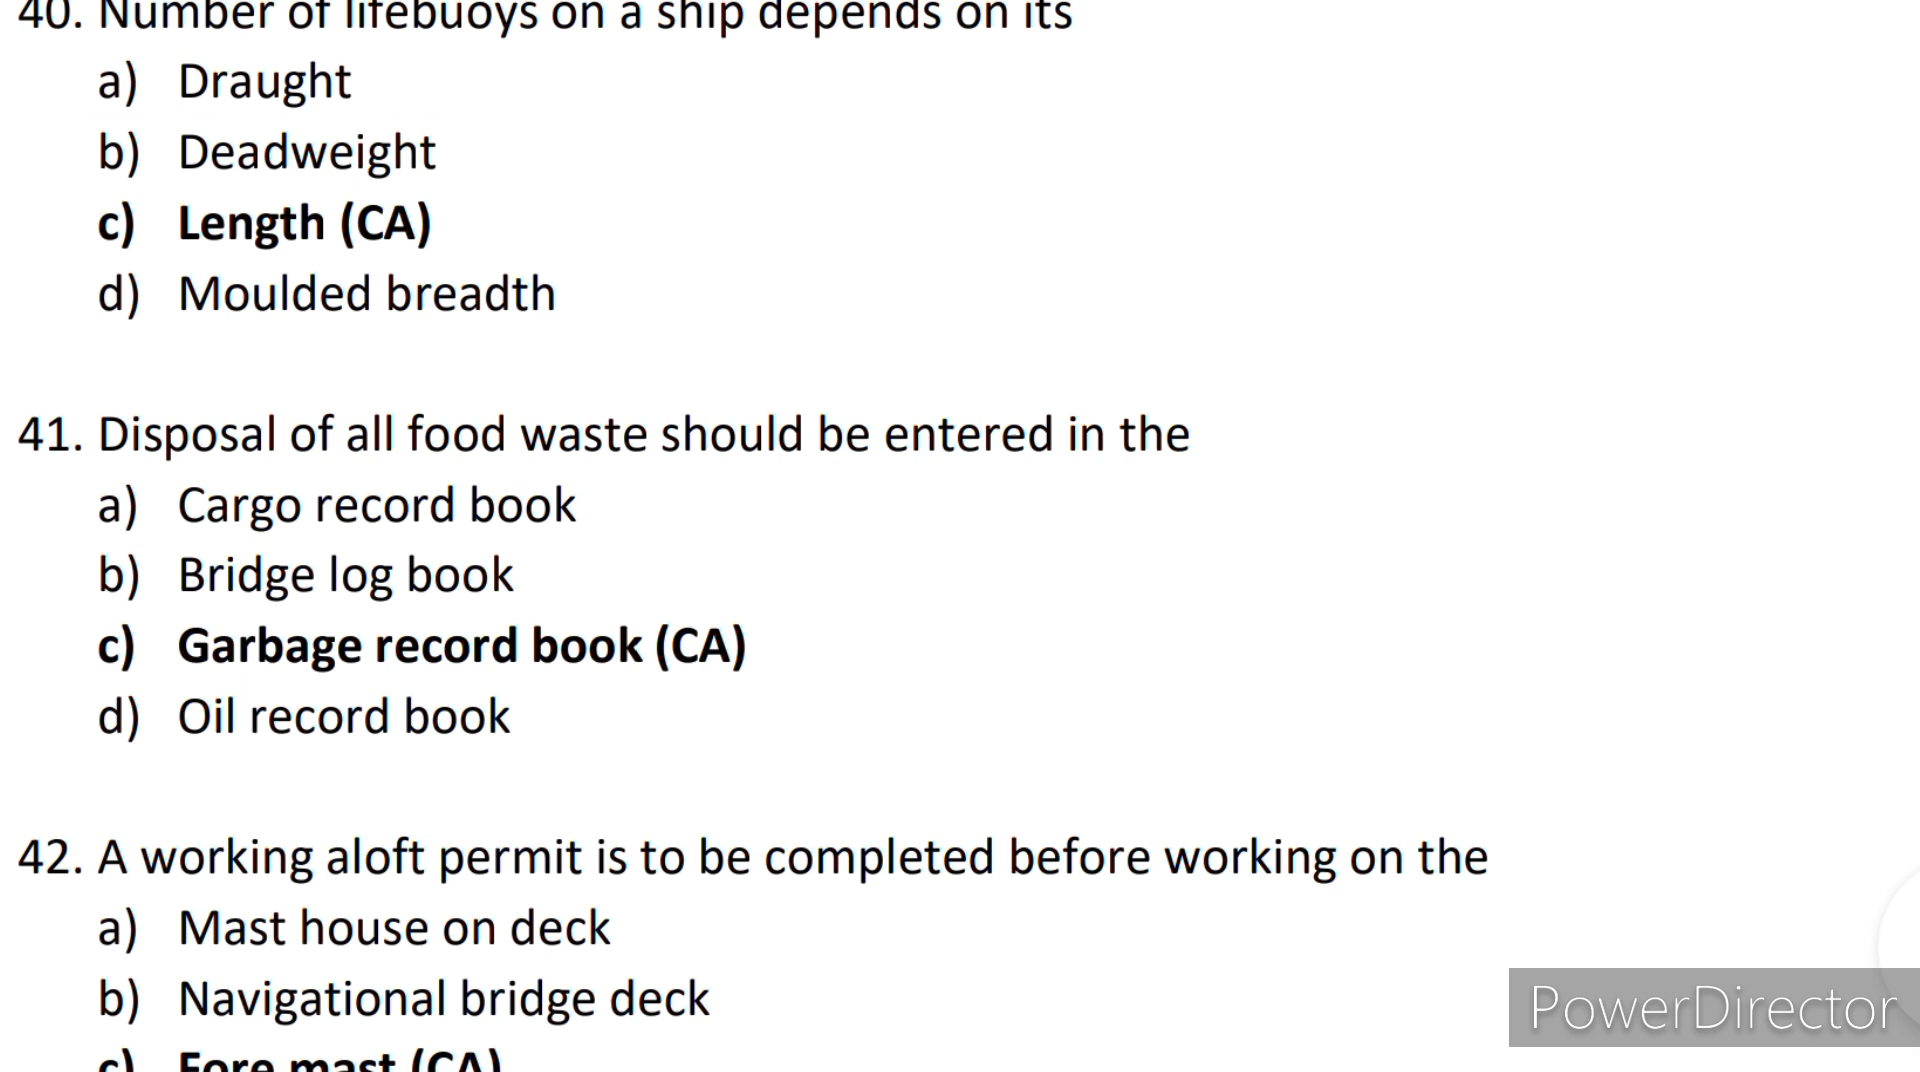 40. Number of lifebuoys on a ship depends on its
a) Draught
b) Deadweight
c) Length (CA)
d) Moulded breadth
41. Disposal of all food waste should be entered in the
a) Cargo record book
b) Bridge log book
c) Garbage record book (CA)
d) Oil record book
42. A working aloft permit is to be completed before working on the
a) Mast house on deck
b) Navigational bridge deck
c) Fore mast (CA)
PowerDirector